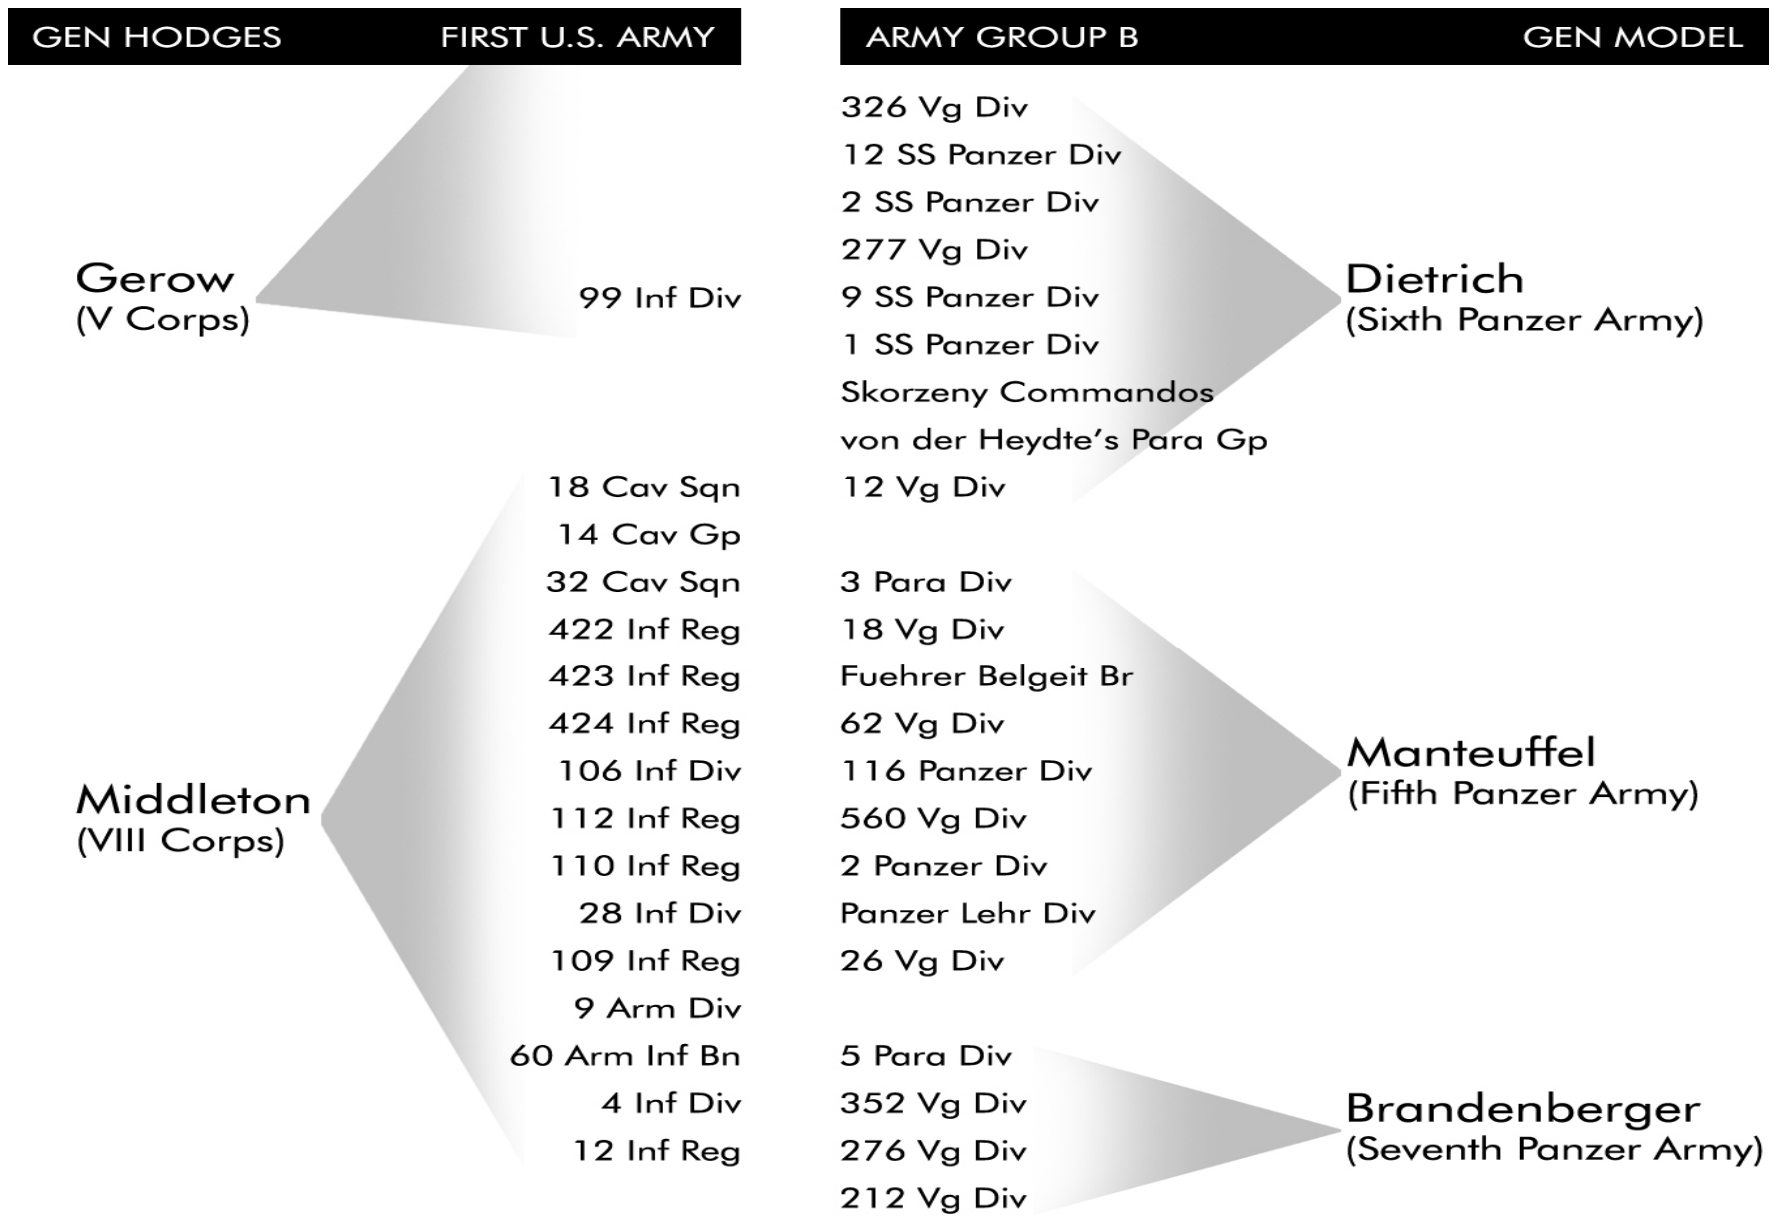 GEN HODGES FIRST U.S. ARMY
Gerow
(V Corps)
99 Inf Div
Middleton
(VIII Corps)
18 Cav Sqn
14 Cav Gp
32 Cav Sqn
422 Inf Reg
423 Inf Reg
424 Inf Reg
106 Inf Div
112 Inf Reg
110 Inf Reg
28 Inf Div
109 Inf Reg
9 Arm Div
60 Arm Inf Bn
4 Inf Div
12 Inf Reg
ARMY GROUP B GEN MODEL
326 Vg Div
12 SS Panzer Div
2 SS Panzer Div
277 Vg Div
9 SS Panzer Div
1 SS Panzer Div
Skorzeny Commandos
von der Heydte’s Para Gp
12 Vg Div
Dietrich
(Sixth Panzer Army)
3 Para Div
18 Vg Div
Fuehrer Belgeit Br
62 Vg Div
116 Panzer Div
560 Vg Div
2 Panzer Div
Panzer Lehr Div
26 Vg Div
Manteuffel
(Fifth Panzer Army)
5 Para Div
352 Vg Div
276 Vg Div
212 Vg Div
Brandenberger
(Seventh Panzer Army)